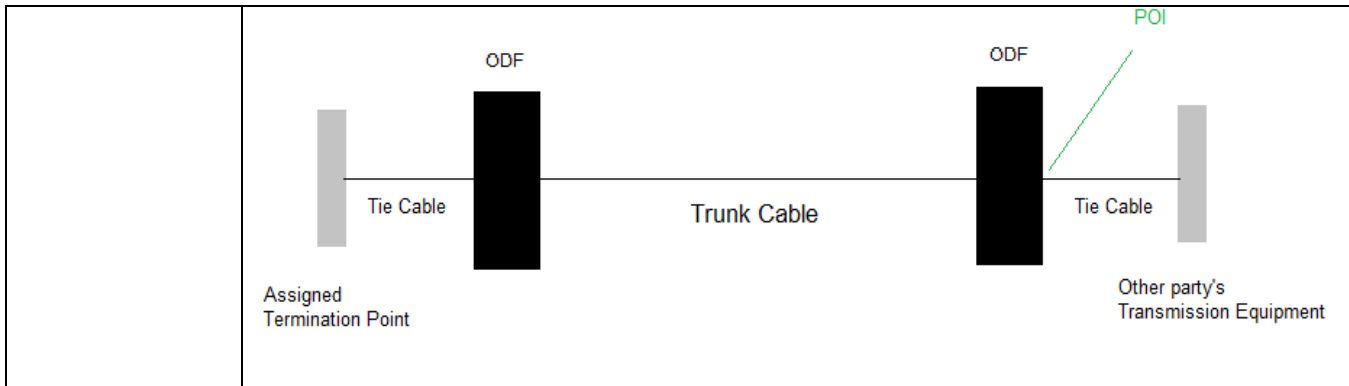 POI
ODF
ODF
Tie Cable
Trunk Cable
Tie Cable
Assigned
Termination Point
Other party's
Transmission Equipment